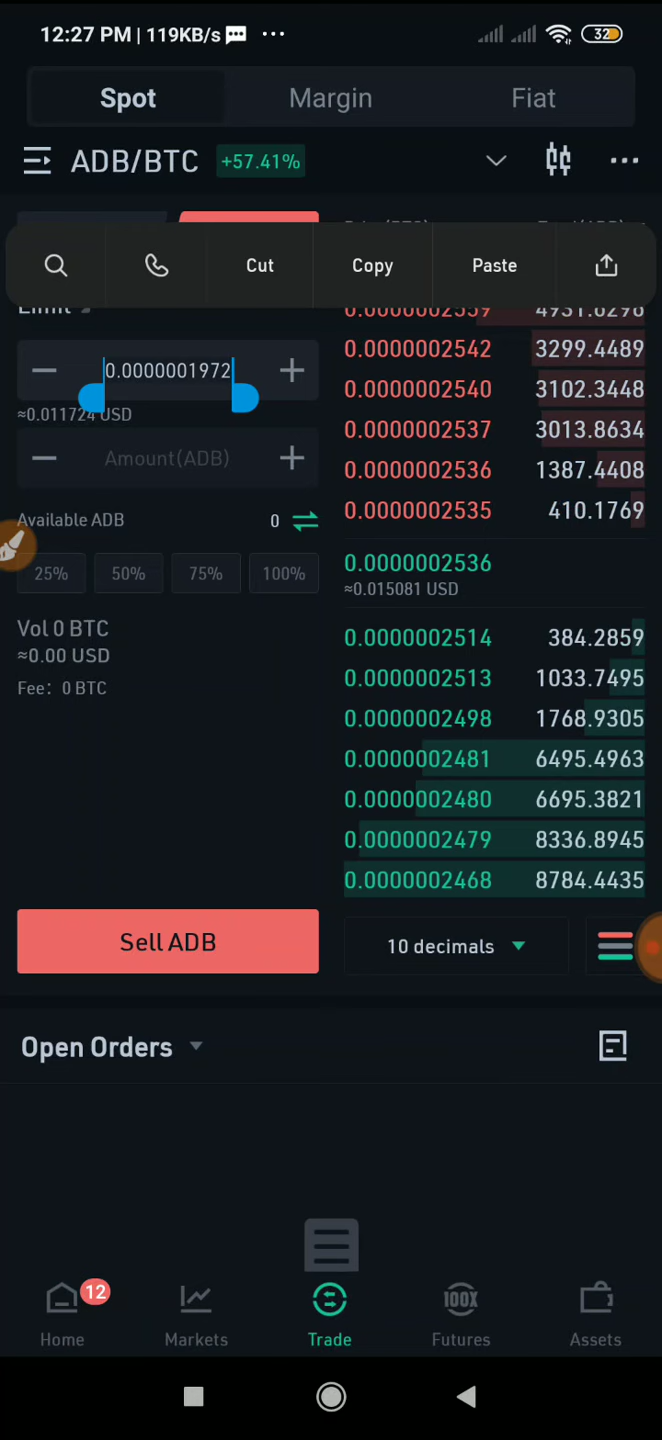 12:27 PM | 119KB/s
32
Spot Margin Fiat
ADB/BTC +57.41%
Cut Copy Paste
Limit
0.0000002559 4931.6296
0.0000001972
≈0.011724 USD
Amount(ADB)
Available ADB 0
25% 50% 75% 100%
Vol 0 BTC
≈0.00 USD
Fee: 0 BTC
0.0000002542 3299.4489
0.0000002540 3102.3448
0.0000002537 3013.8634
0.0000002536 1387.4408
0.0000002535 410.1769
0.0000002536
≈0.015081 USD
0.0000002514 384.2859
0.0000002513 1033.7495
0.0000002498 1768.9305
0.0000002481 6495.4963
0.0000002480 6695.3821
0.0000002479 8336.8945
0.0000002468 8784.4435
Sell ADB
10 decimals
Open Orders
12
100X
Home Markets Trade Futures Assets